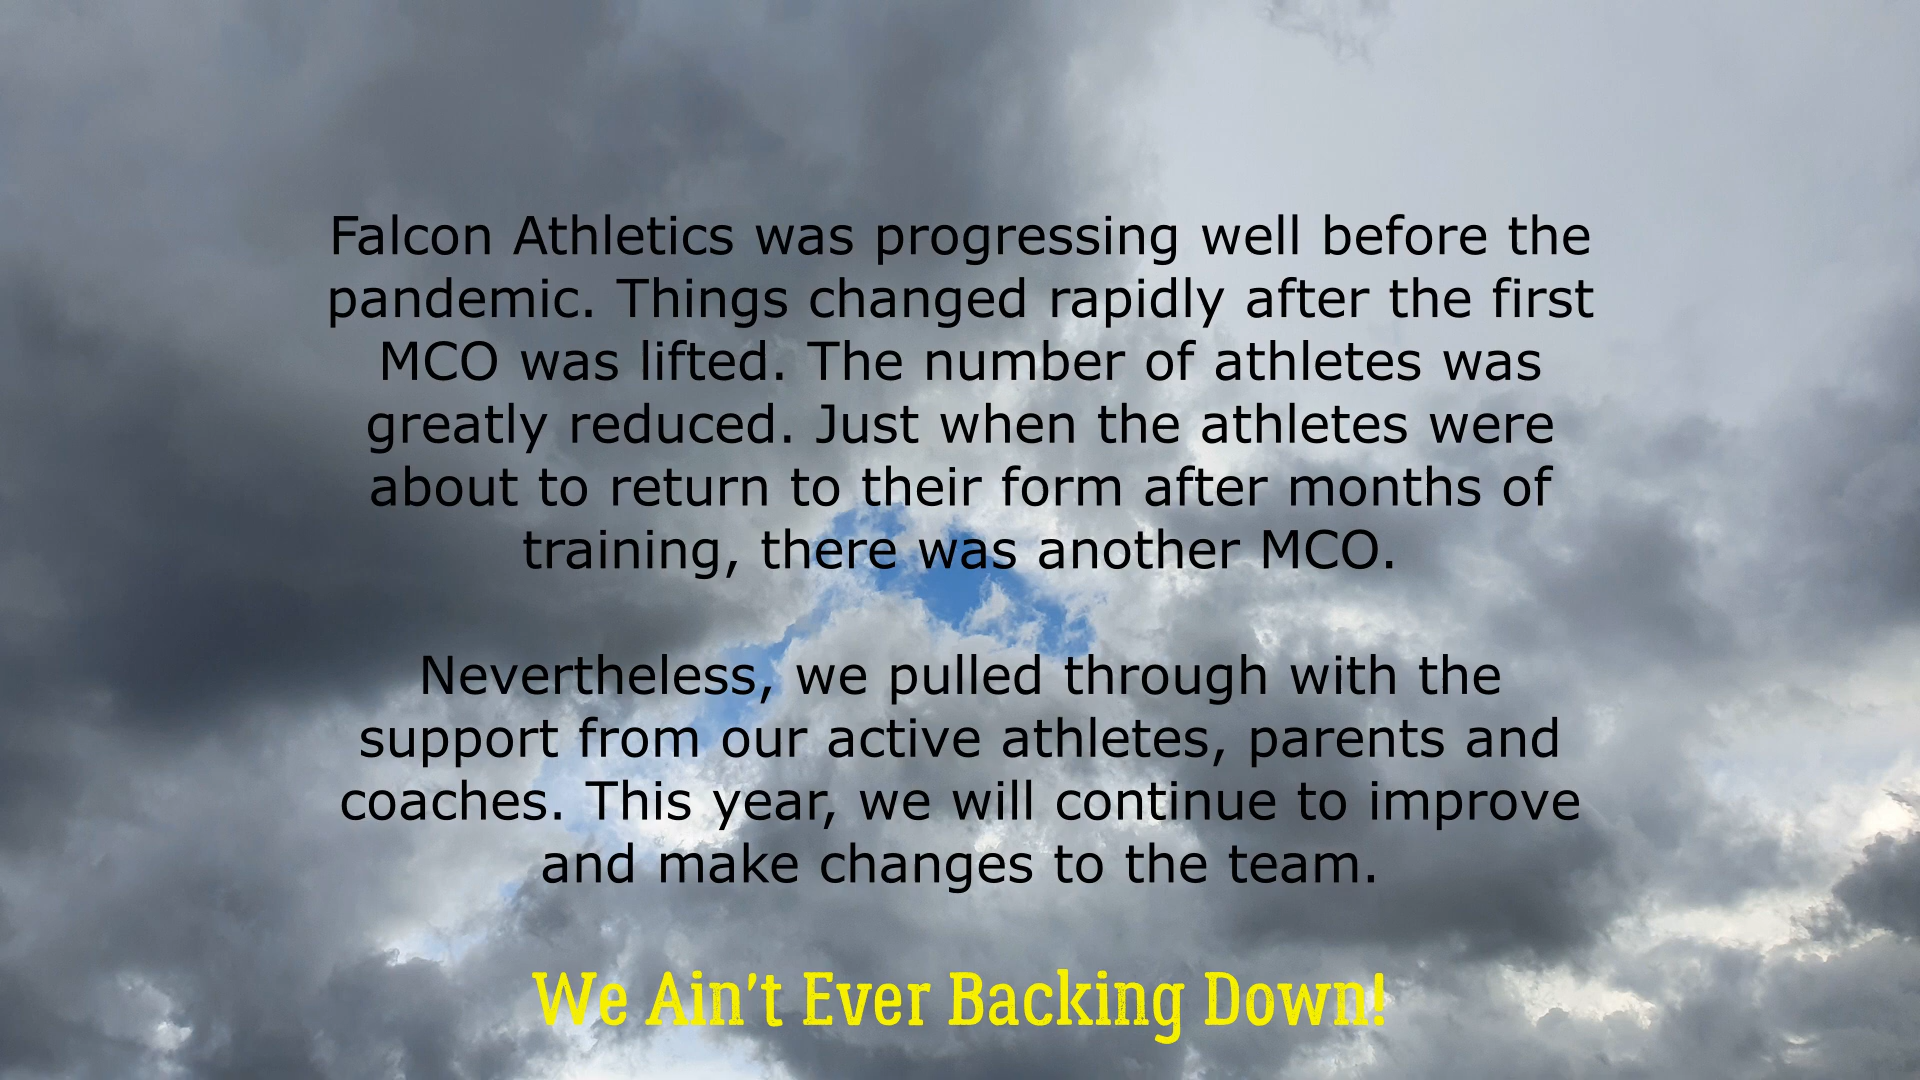 Falcon Athletics was progressing well before the
pandemic. Things changed rapidly after the first
MCO was lifted. The number of athletes was
greatly reduced. Just when the athletes were
about to return to their form after months of
training, there was another MCO.
Nevertheless, we pulled through with the
support from our active athletes, parents and
coaches. This year, we will continue to improve
and make changes to the team.
We Ain't Ever Backing Down!